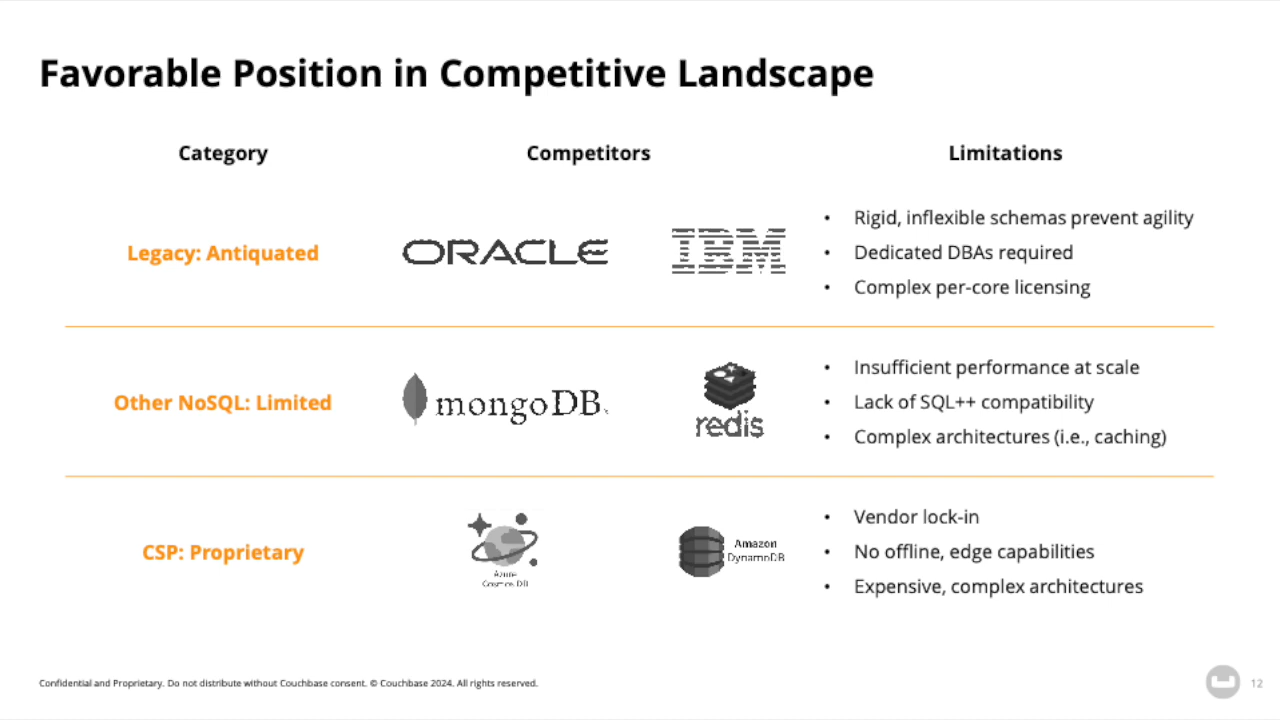 Favorable Position in Competitive Landscape
Category Competitors Limitations
Legacy: Antiquated
ORACLE
IBM
• Rigid, inflexible schemas prevent agility
• Dedicated DBAs required
• Complex per-core licensing
Other NoSQL: Limited
mongoDB.
redis
• Insufficient performance at scale
• Lack of SQL++ compatibility
• Complex architectures (i.e., caching)
CSP: Proprietary
Azure
Cosmos DB
Amazon
DynamoDB
• Vendor lock-in
• No offline, edge capabilities
• Expensive, complex architectures
Confidential and Proprietary. Do not distribute without Couchbase consent. © Couchbase 2024. All rights reserved.
12